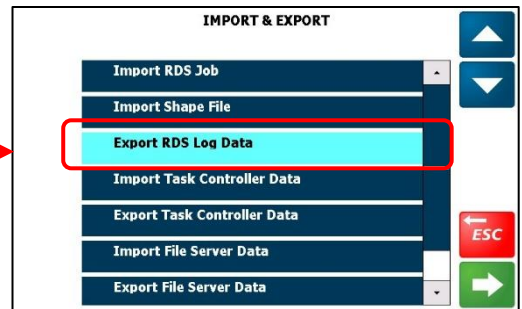 IMPORT & EXPORT
Import RDS Job
Import Shape File
Export RDS Log Data
Import Task Controller Data
Export Task Controller Data
Import File Server Data
Export File Server Data
ESC